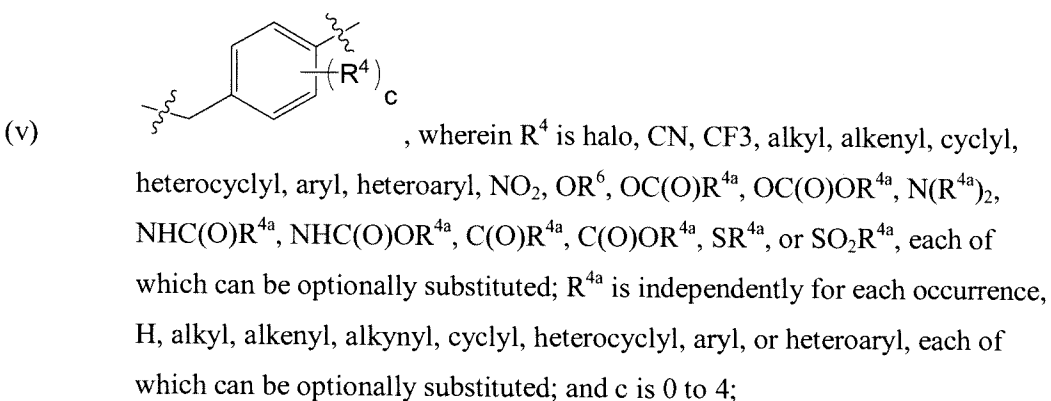 (R⁴)c
(v) , wherein R⁴ is halo, CN, CF3, alkyl, alkenyl, cyclyl,
heterocyclyl, aryl, heteroaryl, NO₂, OR⁶, OC(O)R⁴ᵃ, OC(O)OR⁴ᵃ, N(R⁴ᵃ)₂,
NHC(O)R⁴ᵃ, NHC(O)OR⁴ᵃ, C(O)R⁴ᵃ, C(O)OR⁴ᵃ, SR⁴ᵃ, or SO₂R⁴ᵃ, each of
which can be optionally substituted; R⁴ᵃ is independently for each occurrence,
H, alkyl, alkenyl, alkynyl, cyclyl, heterocyclyl, aryl, or heteroaryl, each of
which can be optionally substituted; and c is 0 to 4;